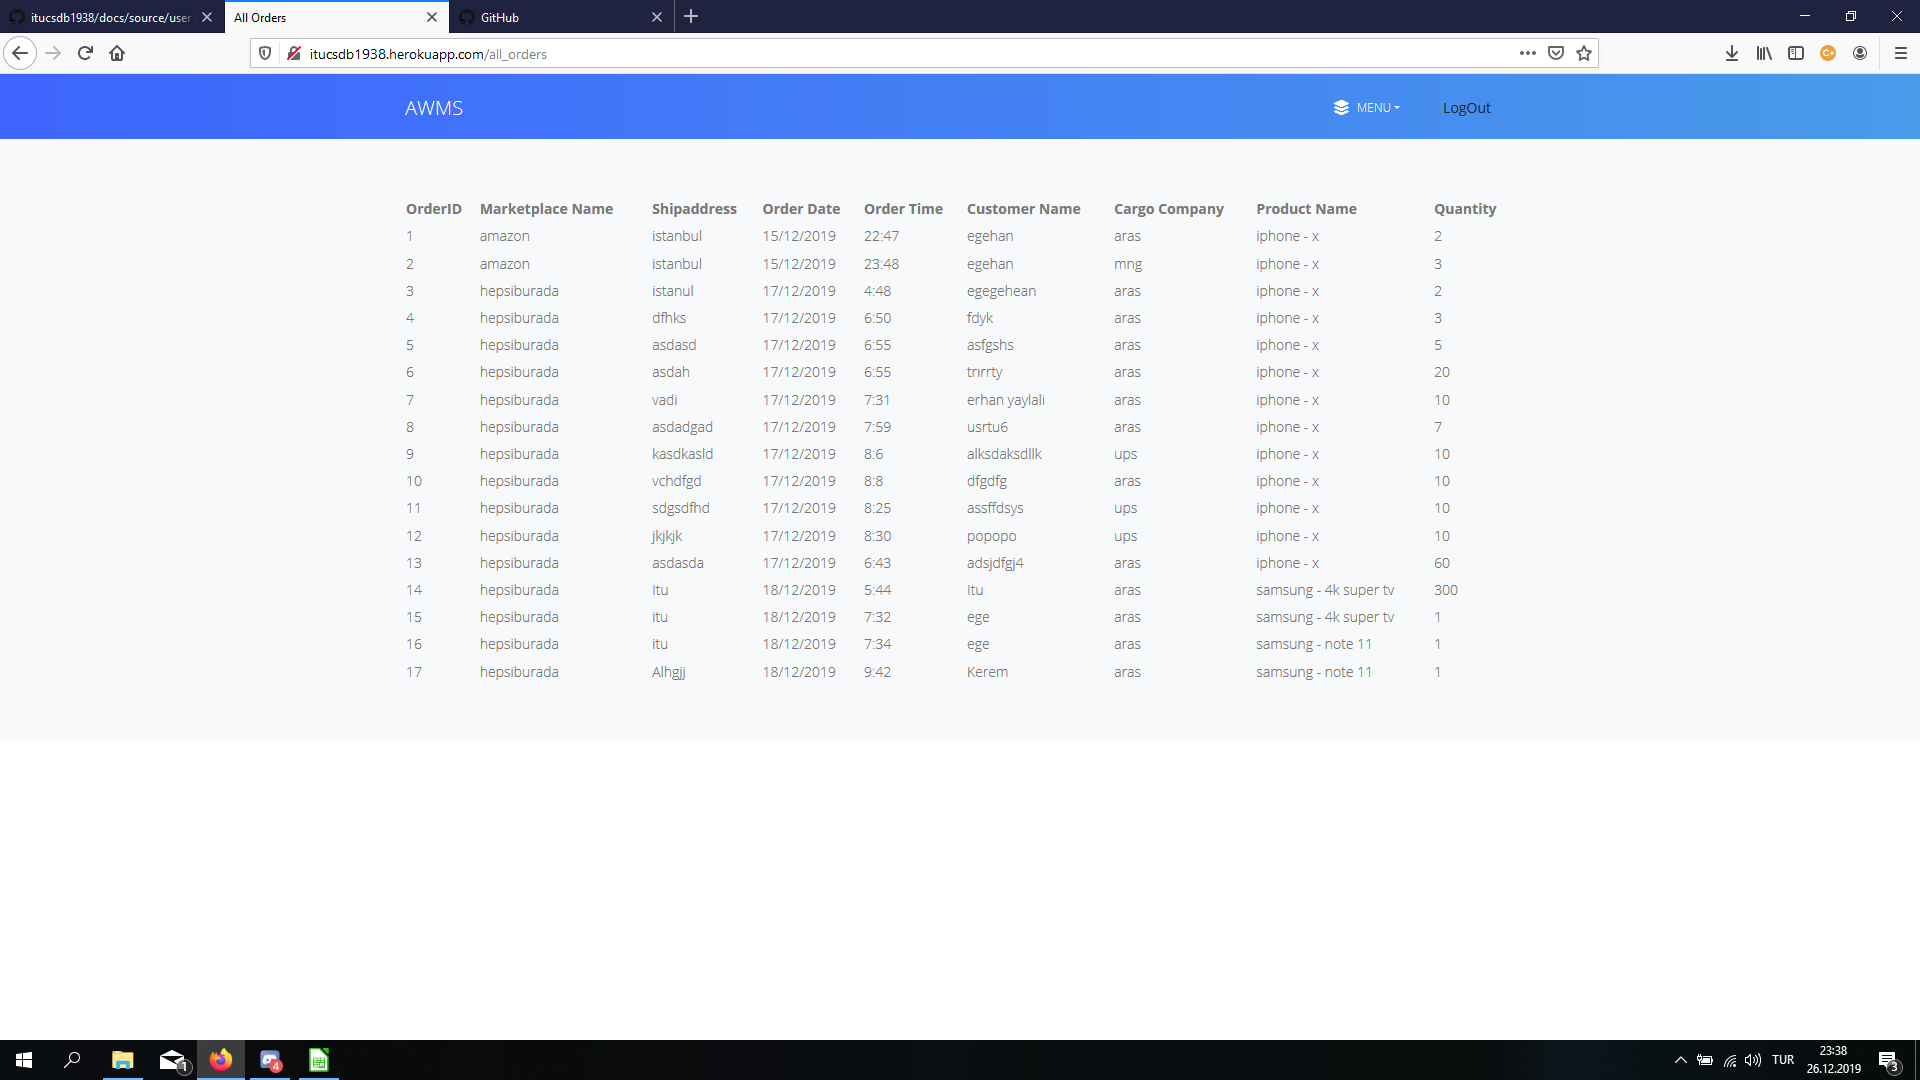 itucsdb1938/docs/source/user
All Orders
GitHub
itucsdb1938.herokuapp.com/all_orders
AWMS
MENU
LogOut
OrderID Marketplace Name Shipaddress Order Date Order Time Customer Name Cargo Company Product Name Quantity
1 amazon istanbul 15/12/2019 22:47 egehan aras iphone - x 2
2 amazon istanbul 15/12/2019 23:48 egehan mng iphone - x 3
3 hepsiburada istanul 17/12/2019 4:48 egegehean aras iphone - x 2
4 hepsiburada dfhks 17/12/2019 6:50 fdyk aras iphone - x 3
5 hepsiburada asdasd 17/12/2019 6:55 asfgshs aras iphone - x 5
6 hepsiburada asdah 17/12/2019 6:55 trırrty aras iphone - x 20
7 hepsiburada vadi 17/12/2019 7:31 erhan yaylali aras iphone - x 10
8 hepsiburada asdadgad 17/12/2019 7:59 usrtu6 aras iphone - x 7
9 hepsiburada kasdkasld 17/12/2019 8:6 alksdaksdllk ups iphone - x 10
10 hepsiburada vchdfgd 17/12/2019 8:8 dfgdfg aras iphone - x 10
11 hepsiburada sdgsdfhd 17/12/2019 8:25 assffdsys ups iphone - x 10
12 hepsiburada jkjkjk 17/12/2019 8:30 popopo ups iphone - x 10
13 hepsiburada asdasda 17/12/2019 6:43 adsjdfgj4 aras iphone - x 60
14 hepsiburada Itu 18/12/2019 5:44 Itu aras samsung - 4k super tv 300
15 hepsiburada itu 18/12/2019 7:32 ege aras samsung - 4k super tv 1
16 hepsiburada itu 18/12/2019 7:34 ege aras samsung - note 11 1
17 hepsiburada Alhgjj 18/12/2019 9:42 Kerem aras samsung - note 11 1
1
4
TUR
23:38
26.12.2019
3